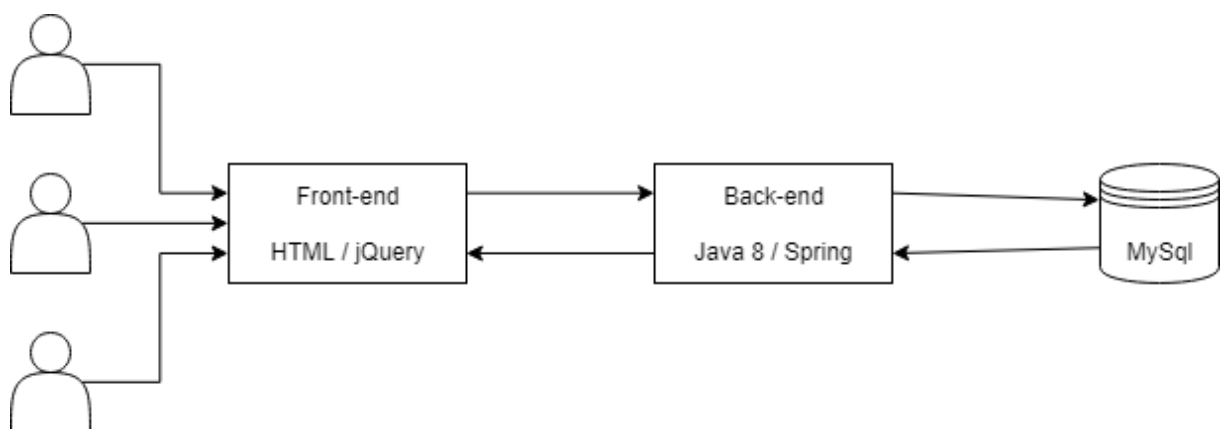 Front-end
HTML / jQuery
Back-end
Java 8 / Spring
MySql